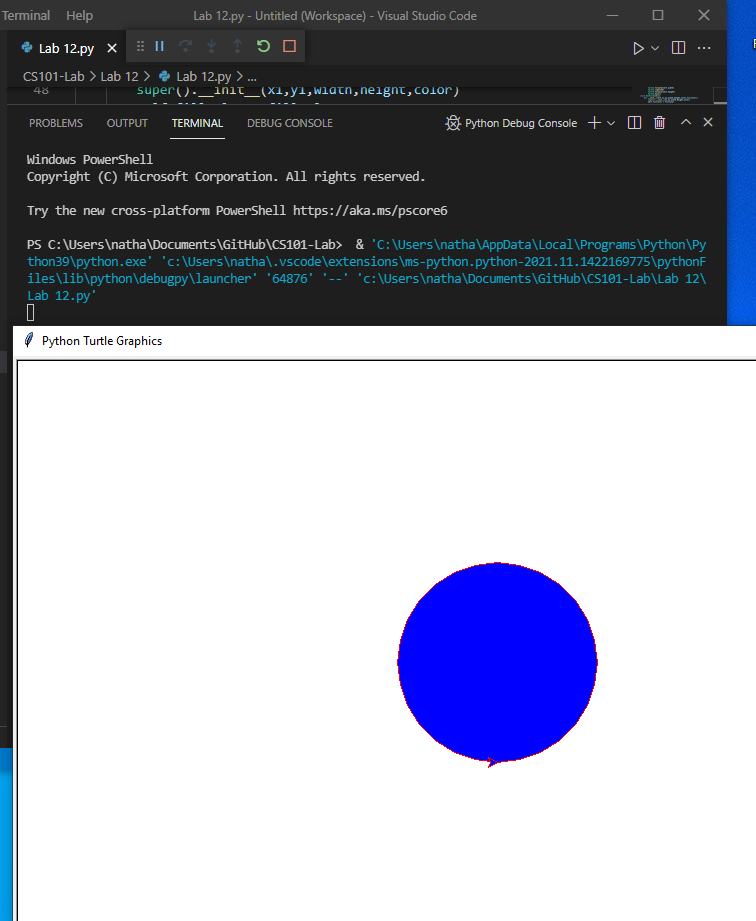 Terminal Help Lab 12.py - Untitled (Workspace) - Visual Studio Code
Lab 12.py
CS101-Lab > Lab 12 > Lab 12.py > ...
48 super().__init__(x1,y1,width,height,color)
PROBLEMS OUTPUT TERMINAL DEBUG CONSOLE Python Debug Console
Windows PowerShell
Copyright (C) Microsoft Corporation. All rights reserved.
Try the new cross-platform PowerShell https://aka.ms/pscore6
PS C:\Users\natha\Documents\GitHub\CS101-Lab> & 'C:\Users\natha\AppData\Local\Programs\Python\Py
thon39\python.exe' 'c:\Users\natha\.vscode\extensions\ms-python.python-2021.11.1422169775\pythonF
iles\lib\python\debugpy\launcher' '64876' '--' 'c:\Users\natha\Documents\GitHub\CS101-Lab\Lab 12\
Lab 12.py'
Python Turtle Graphics